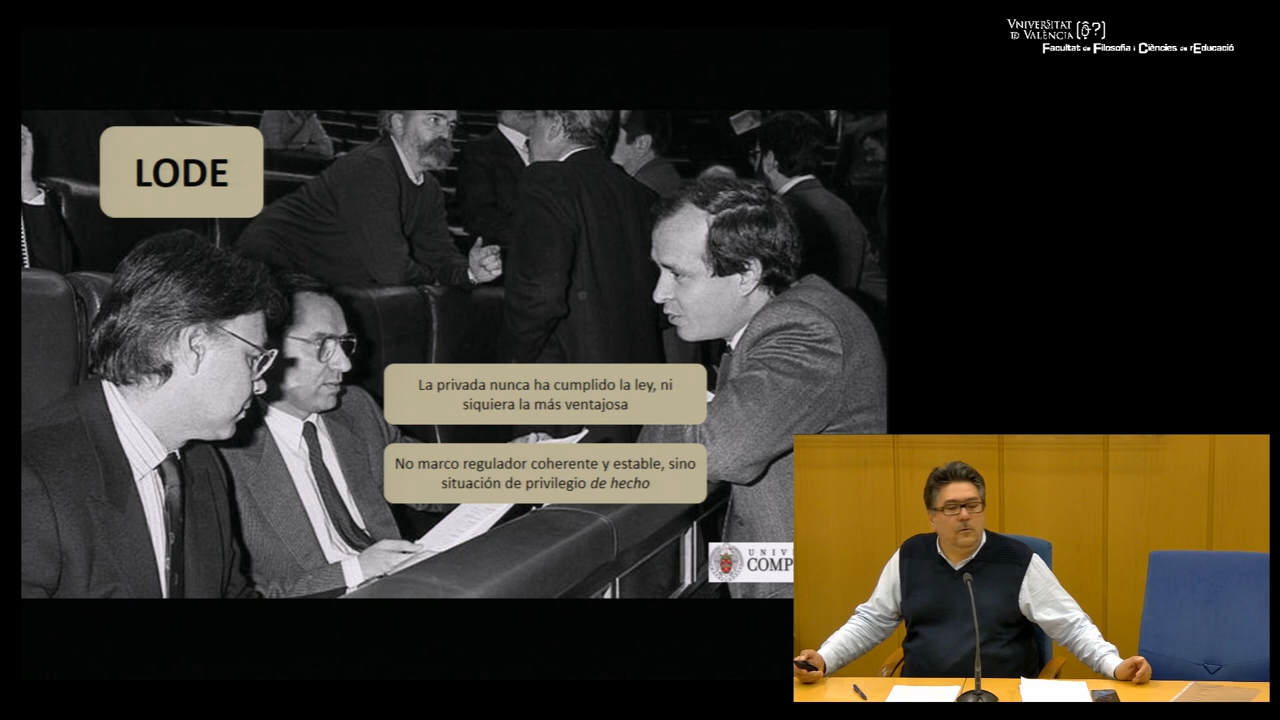 VNIVERSITAT
ID VALÈNCIA
Facultat de Filosofia i Ciències de l'Educació
LODE
La privada nunca ha cumplido la ley, ni
siquiera la más ventajosa
No marco regulador coherente y estable, sino
situación de privilegio de hecho
UNIV
COMP